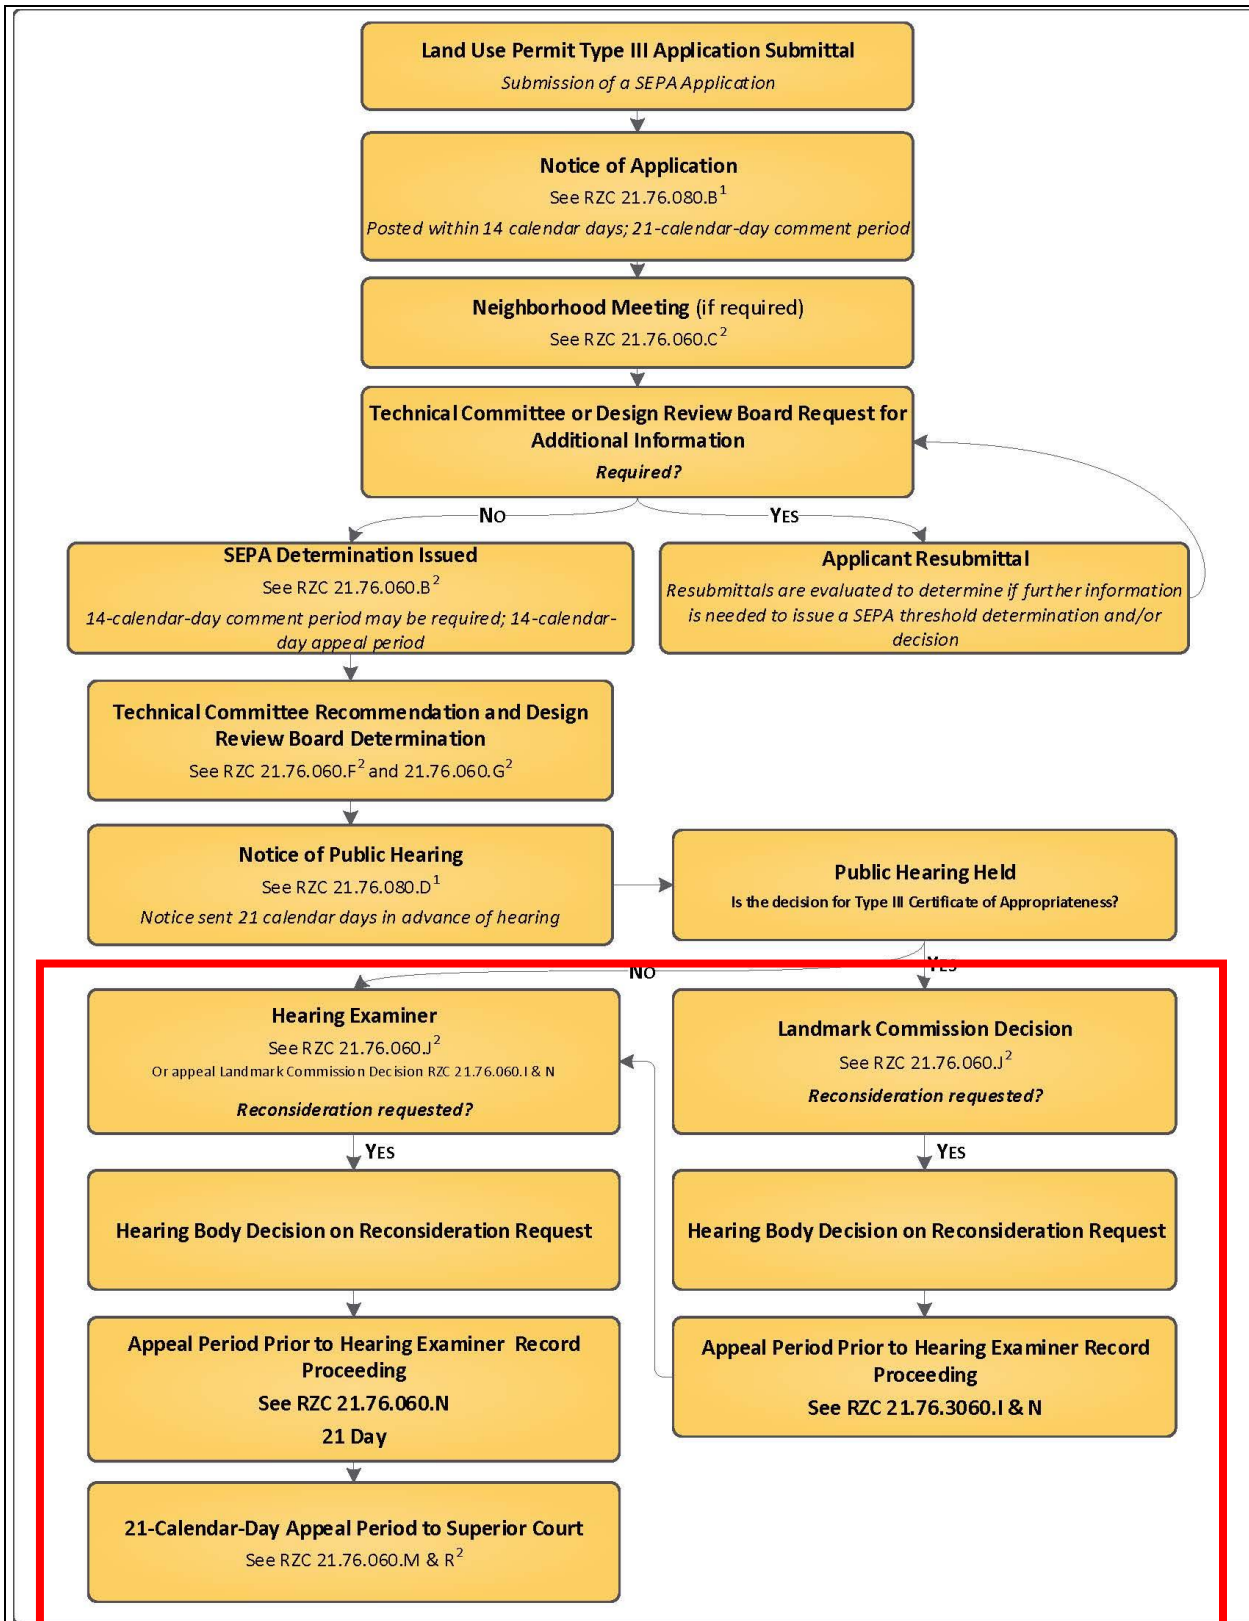 Land Use Permit Type III Application Submittal
Submission of a SEPA Application
Notice of Application
See RZC 21.76.080.B1
Posted within 14 calendar days; 21-calendar-day comment period
Neighborhood Meeting (if required)
See RZC 21.76.060.C2
Technical Committee or Design Review Board Request for
Additional Information
Required?
NO
YES
SEPA Determination Issued
See RZC 21.76.060.B2
14-calendar-day comment period may be required; 14-calendar-
day appeal period
Applicant Resubmittal
Resubmittals are evaluated to determine if further information
is needed to issue a SEPA threshold determination and/or
decision
Technical Committee Recommendation and Design
Review Board Determination
See RZC 21.76.060.F2 and 21.76.060.G2
Notice of Public Hearing
See RZC 21.76.080.D1
Notice sent 21 calendar days in advance of hearing
Public Hearing Held
Is the decision for Type III Certificate of Appropriateness?
NO
YES
Hearing Examiner
See RZC 21.76.060.J2
Or appeal Landmark Commission Decision RZC 21.76.060.I & N
Reconsideration requested?
Landmark Commission Decision
See RZC 21.76.060.J2
Reconsideration requested?
YES
YES
Hearing Body Decision on Reconsideration Request
Hearing Body Decision on Reconsideration Request
Appeal Period Prior to Hearing Examiner Record
Proceeding
See RZC 21.76.060.N
21 Day
Appeal Period Prior to Hearing Examiner Record
Proceeding
See RZC 21.76.3060.I & N
21-Calendar-Day Appeal Period to Superior Court
See RZC 21.76.060.M & R2